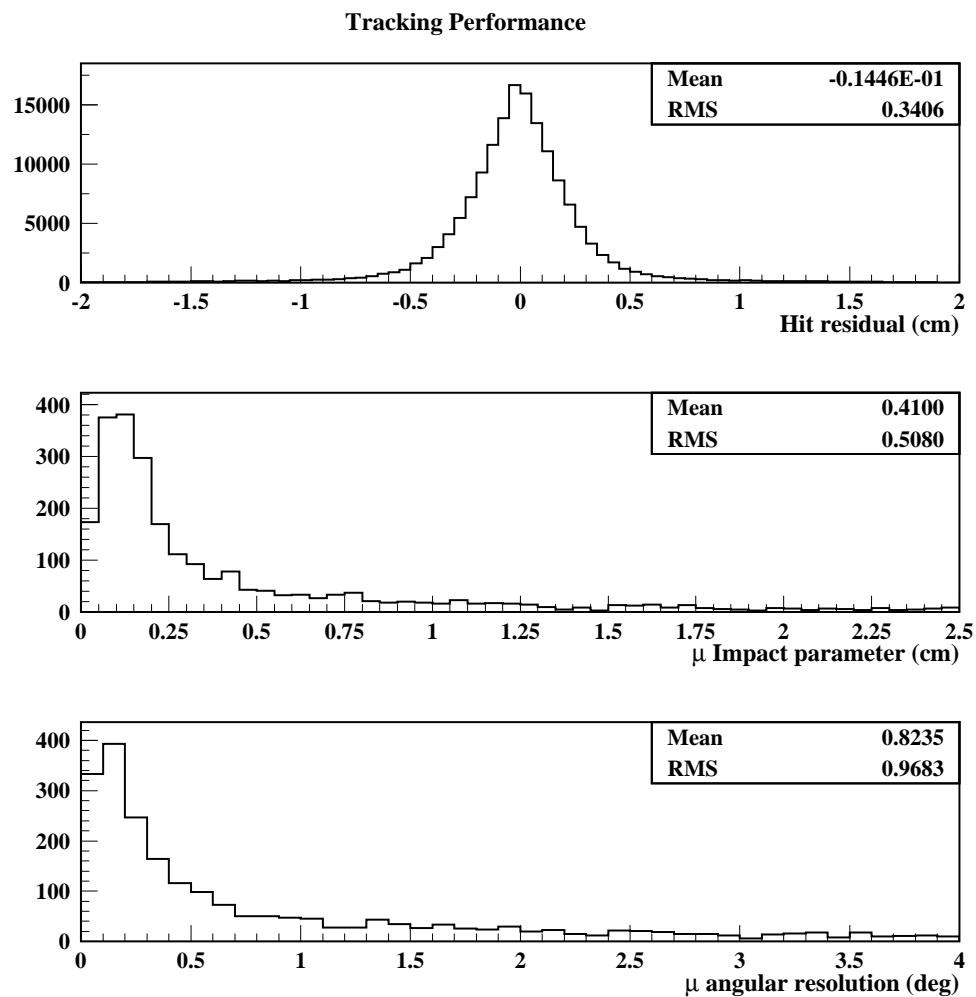 Tracking Performance
Mean -0.1446E-01
RMS 0.3406
15000
10000
5000
0
-2 -1.5 -1 -0.5 0 0.5 1 1.5 2
Hit residual (cm)
Mean 0.4100
RMS 0.5080
400
300
200
100
0
0 0.25 0.5 0.75 1 1.25 1.5 1.75 2 2.25 2.5
μ Impact parameter (cm)
Mean 0.8235
RMS 0.9683
400
300
200
100
0
0 0.5 1 1.5 2 2.5 3 3.5 4
μ angular resolution (deg)